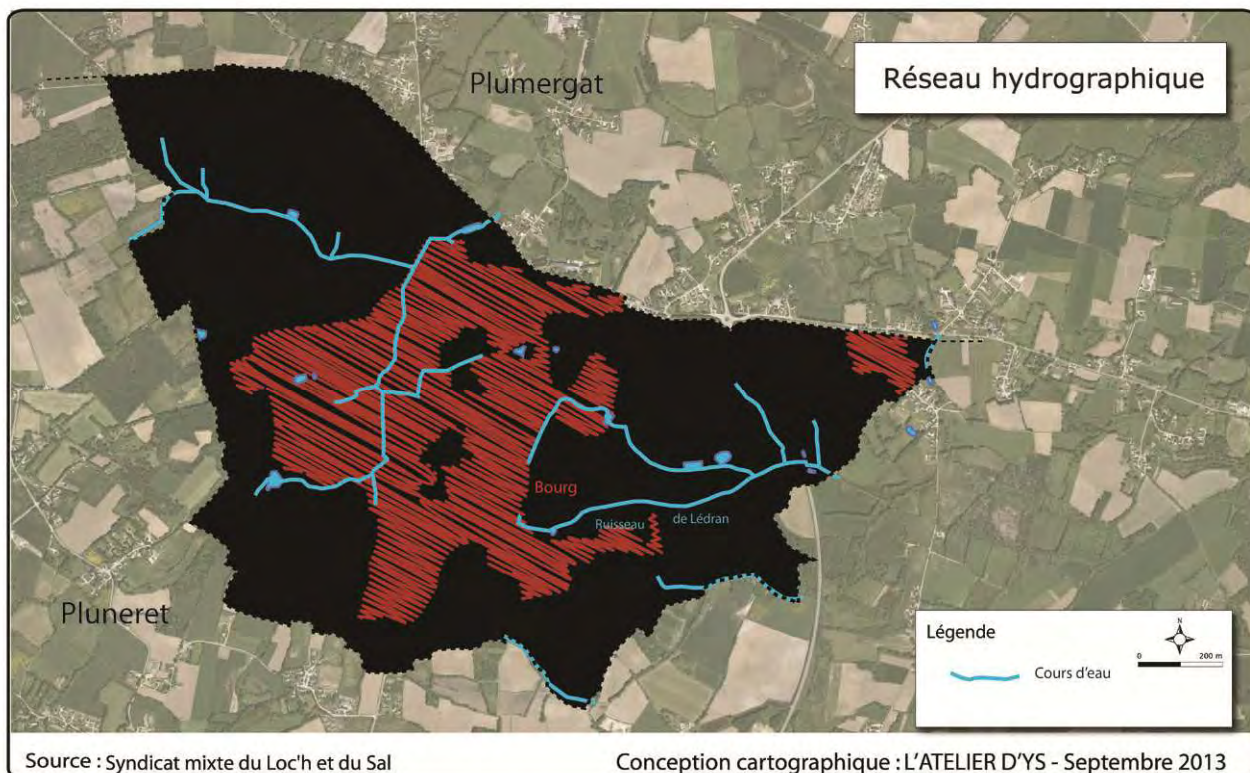 Réseau hydrographique
Plumergat
Bourg
Ruisseau de Lédran
Pluneret
Légende
N
0 200 m
Cours d'eau
Source : Syndicat mixte du Loc'h et du Sal
Conception cartographique : L'ATELIER D'YS - Septembre 2013